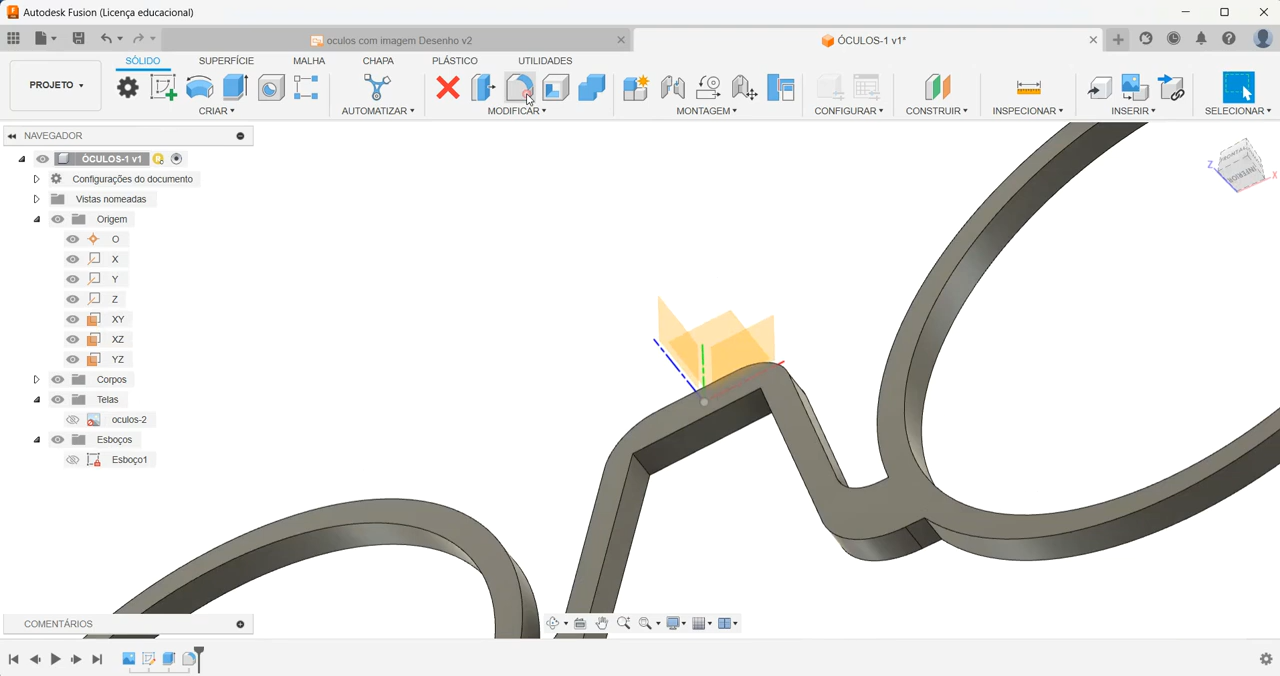 Autodesk Fusion (Licença educacional)
oculos com imagem Desenho v2
ÓCULOS-1 v1*
SÓLIDO SUPERFÍCIE MALHA CHAPA PLÁSTICO UTILIDADES
PROJETO
CRIAR AUTOMATIZAR MODIFICAR MONTAGEM CONFIGURAR CONSTRUIR INSPECIONAR INSERIR SELECIONAR
NAVEGADOR
ÓCULOS-1 v1
Configurações do documento
Vistas nomeadas
Origem
O
X
Y
Z
XY
XZ
YZ
Corpos
Telas
oculos-2
Esboços
Esboço1
FRONTAL
INFERIOR
Z
X
COMENTÁRIOS